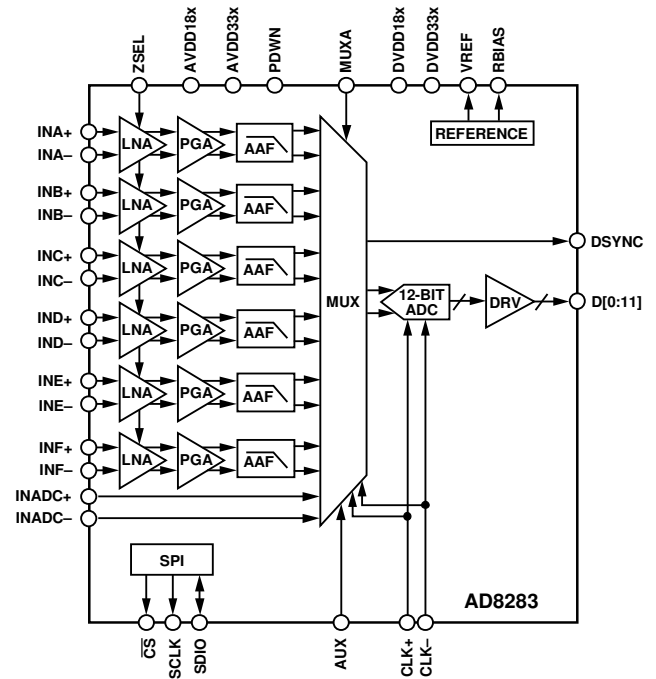 ZSEL
AVDD18x
AVDD33x
PDWN
MUXA
DVDD18x
DVDD33x
VREF
RBIAS
REFERENCE
INA+
INA–
LNA
PGA
AAF
INB+
INB–
LNA
PGA
AAF
INC+
INC–
LNA
PGA
AAF
DSYNC
MUX
12-BIT
ADC
DRV
D[0:11]
IND+
IND–
LNA
PGA
AAF
INE+
INE–
LNA
PGA
AAF
INF+
INF–
LNA
PGA
AAF
INADC+
INADC–
SPI
AD8283
C̅S̅
SCLK
SDIO
AUX
CLK+
CLK–